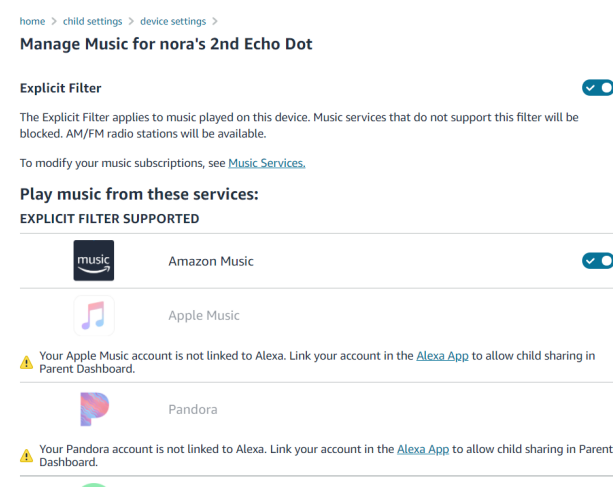 home > child settings > device settings >
Manage Music for nora's 2nd Echo Dot
Explicit Filter
The Explicit Filter applies to music played on this device. Music services that do not support this filter will be
blocked. AM/FM radio stations will be available.
To modify your music subscriptions, see Music Services.
Play music from these services:
EXPLICIT FILTER SUPPORTED
music
Amazon Music
Apple Music
Your Apple Music account is not linked to Alexa. Link your account in the Alexa App to allow child sharing in
Parent Dashboard.
Pandora
Your Pandora account is not linked to Alexa. Link your account in the Alexa App to allow child sharing in Parent
Dashboard.